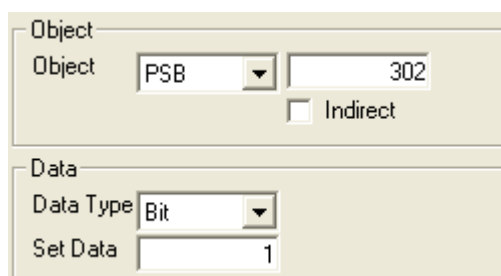 Object
Object PSB 302
Indirect
Data
Data Type Bit
Set Data 1